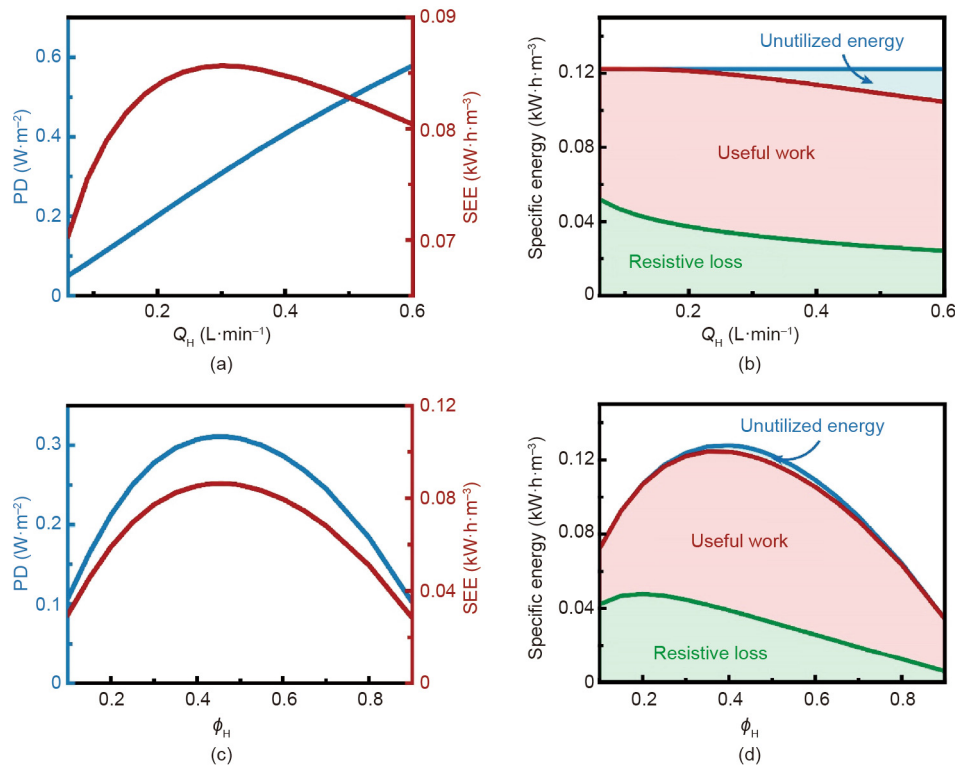 PD (W·m⁻²)
0.6
0.4
0.2
0
0.2
0.4
0.6
Q_H (L·min⁻¹)
0.09
0.08
0.07
0.06
SEE (kW·h·m⁻³)
(a)
Specific energy (kW·h·m⁻³)
0.12
0.08
0.04
0
Unutilized energy
Useful work
Resistive loss
0.2
0.4
0.6
Q_H (L·min⁻¹)
(b)
PD (W·m⁻²)
0.3
0.2
0.1
0
0.2
0.4
0.6
0.8
ϕ_H
0.12
0.08
0.04
0
SEE (kW·h·m⁻³)
(c)
Specific energy (kW·h·m⁻³)
0.12
0.08
0.04
0
Unutilized energy
Useful work
Resistive loss
0.2
0.4
0.6
0.8
ϕ_H
(d)